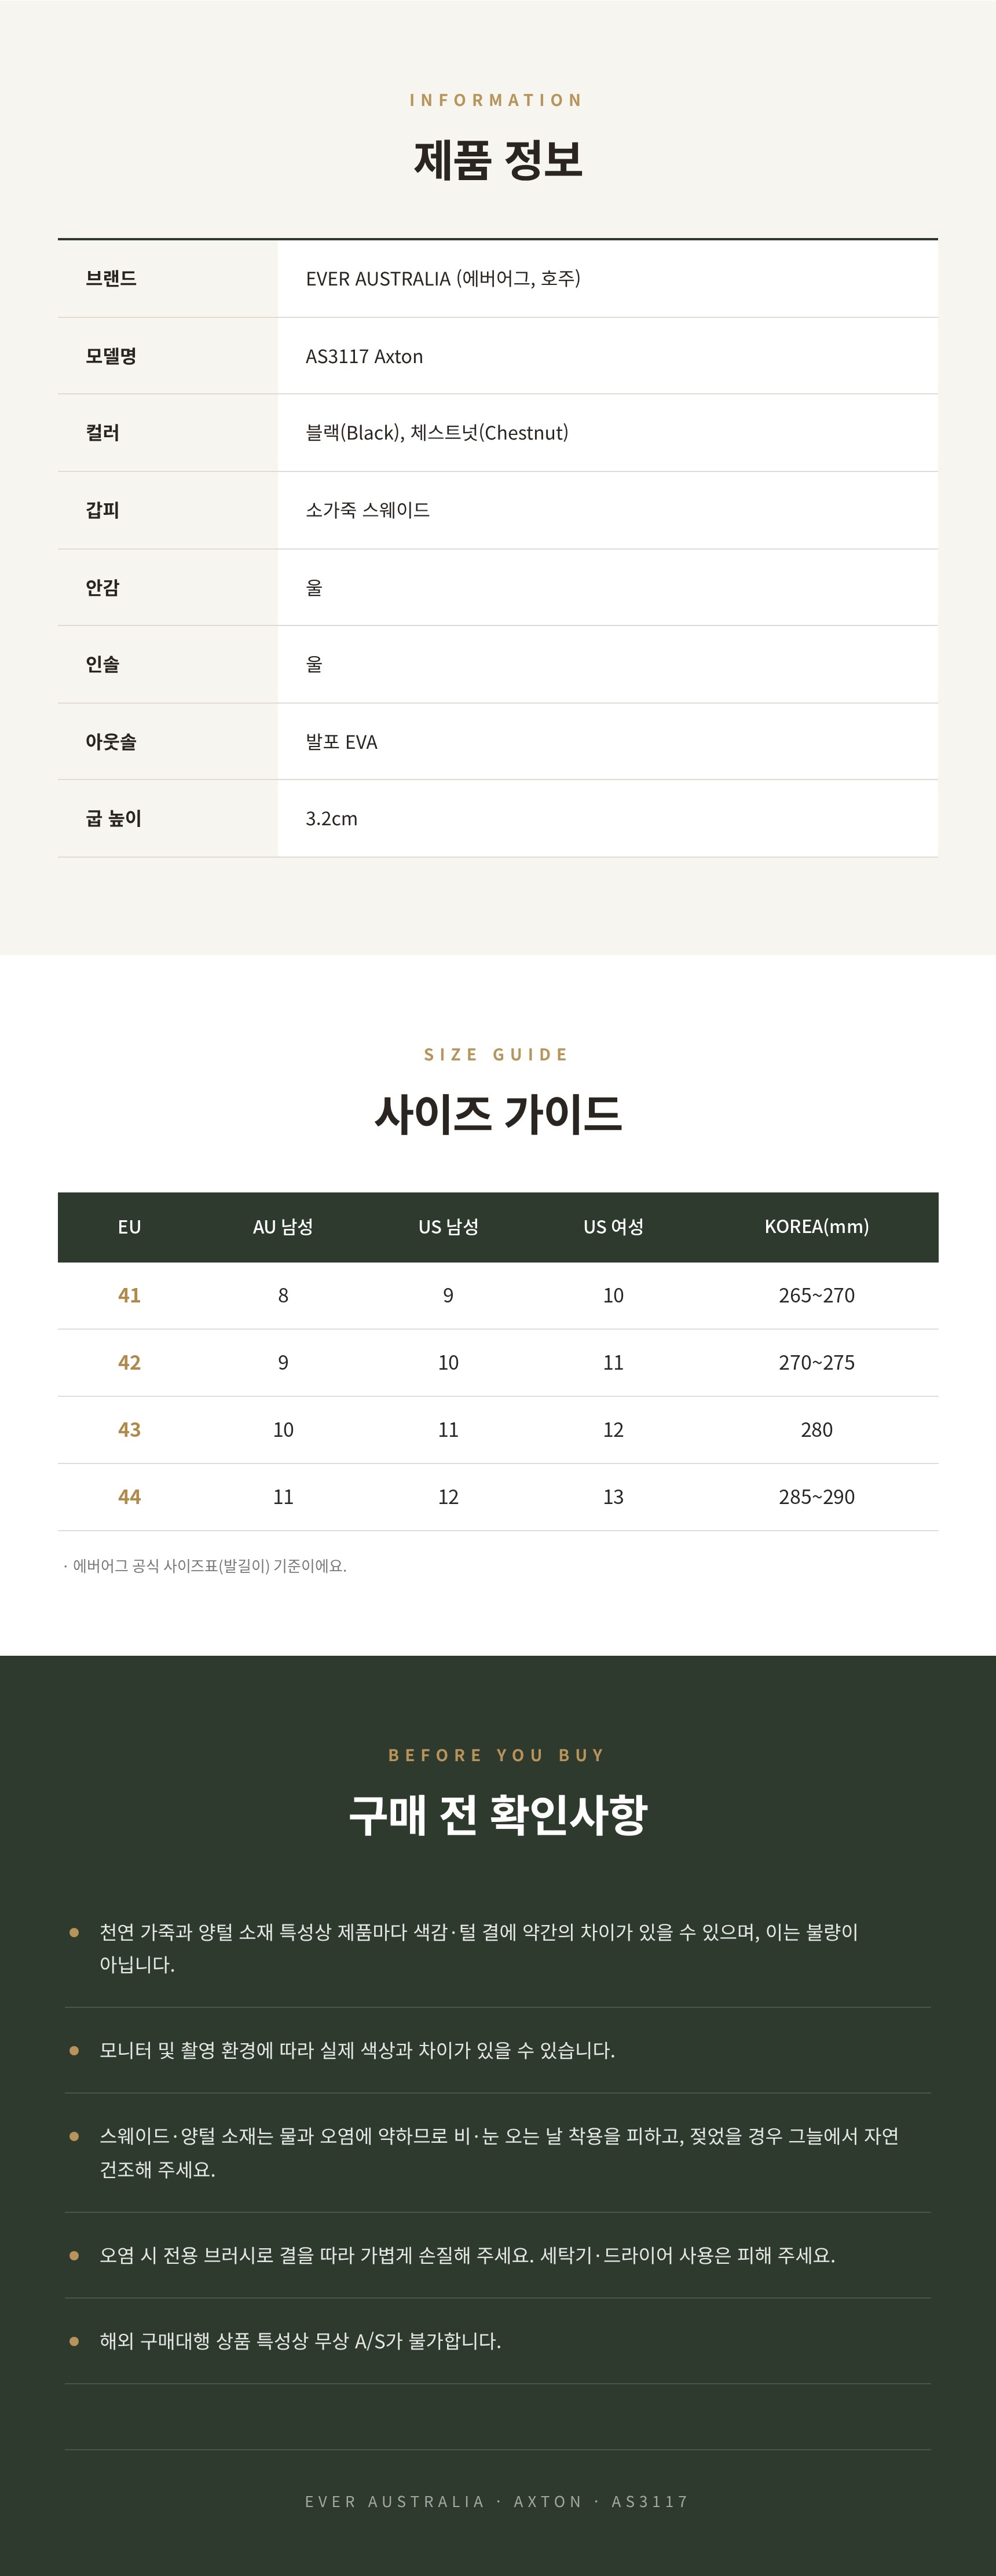 INFORMATION
제품 정보
브랜드 EVER AUSTRALIA (에버어그, 호주)
모델명 AS3117 Axton
컬러 블랙(Black), 체스트넛(Chestnut)
갑피 소가죽 스웨이드
안감 울
인솔 울
아웃솔 발포 EVA
굽 높이 3.2cm
SIZE GUIDE
사이즈 가이드
EU AU 남성 US 남성 US 여성 KOREA(mm)
41 8 9 10 265~270
42 9 10 11 270~275
43 10 11 12 280
44 11 12 13 285~290
· 에버어그 공식 사이즈표(발길이) 기준이에요.
BEFORE YOU BUY
구매 전 확인사항
천연 가죽과 양털 소재 특성상 제품마다 색감·털 결에 약간의 차이가 있을 수 있으며, 이는 불량이
아닙니다.
모니터 및 촬영 환경에 따라 실제 색상과 차이가 있을 수 있습니다.
스웨이드·양털 소재는 물과 오염에 약하므로 비·눈 오는 날 착용을 피하고, 젖었을 경우 그늘에서 자연
건조해 주세요.
오염 시 전용 브러시로 결을 따라 가볍게 손질해 주세요. 세탁기·드라이어 사용은 피해 주세요.
해외 구매대행 상품 특성상 무상 A/S가 불가합니다.
EVER AUSTRALIA · AXTON · AS3117